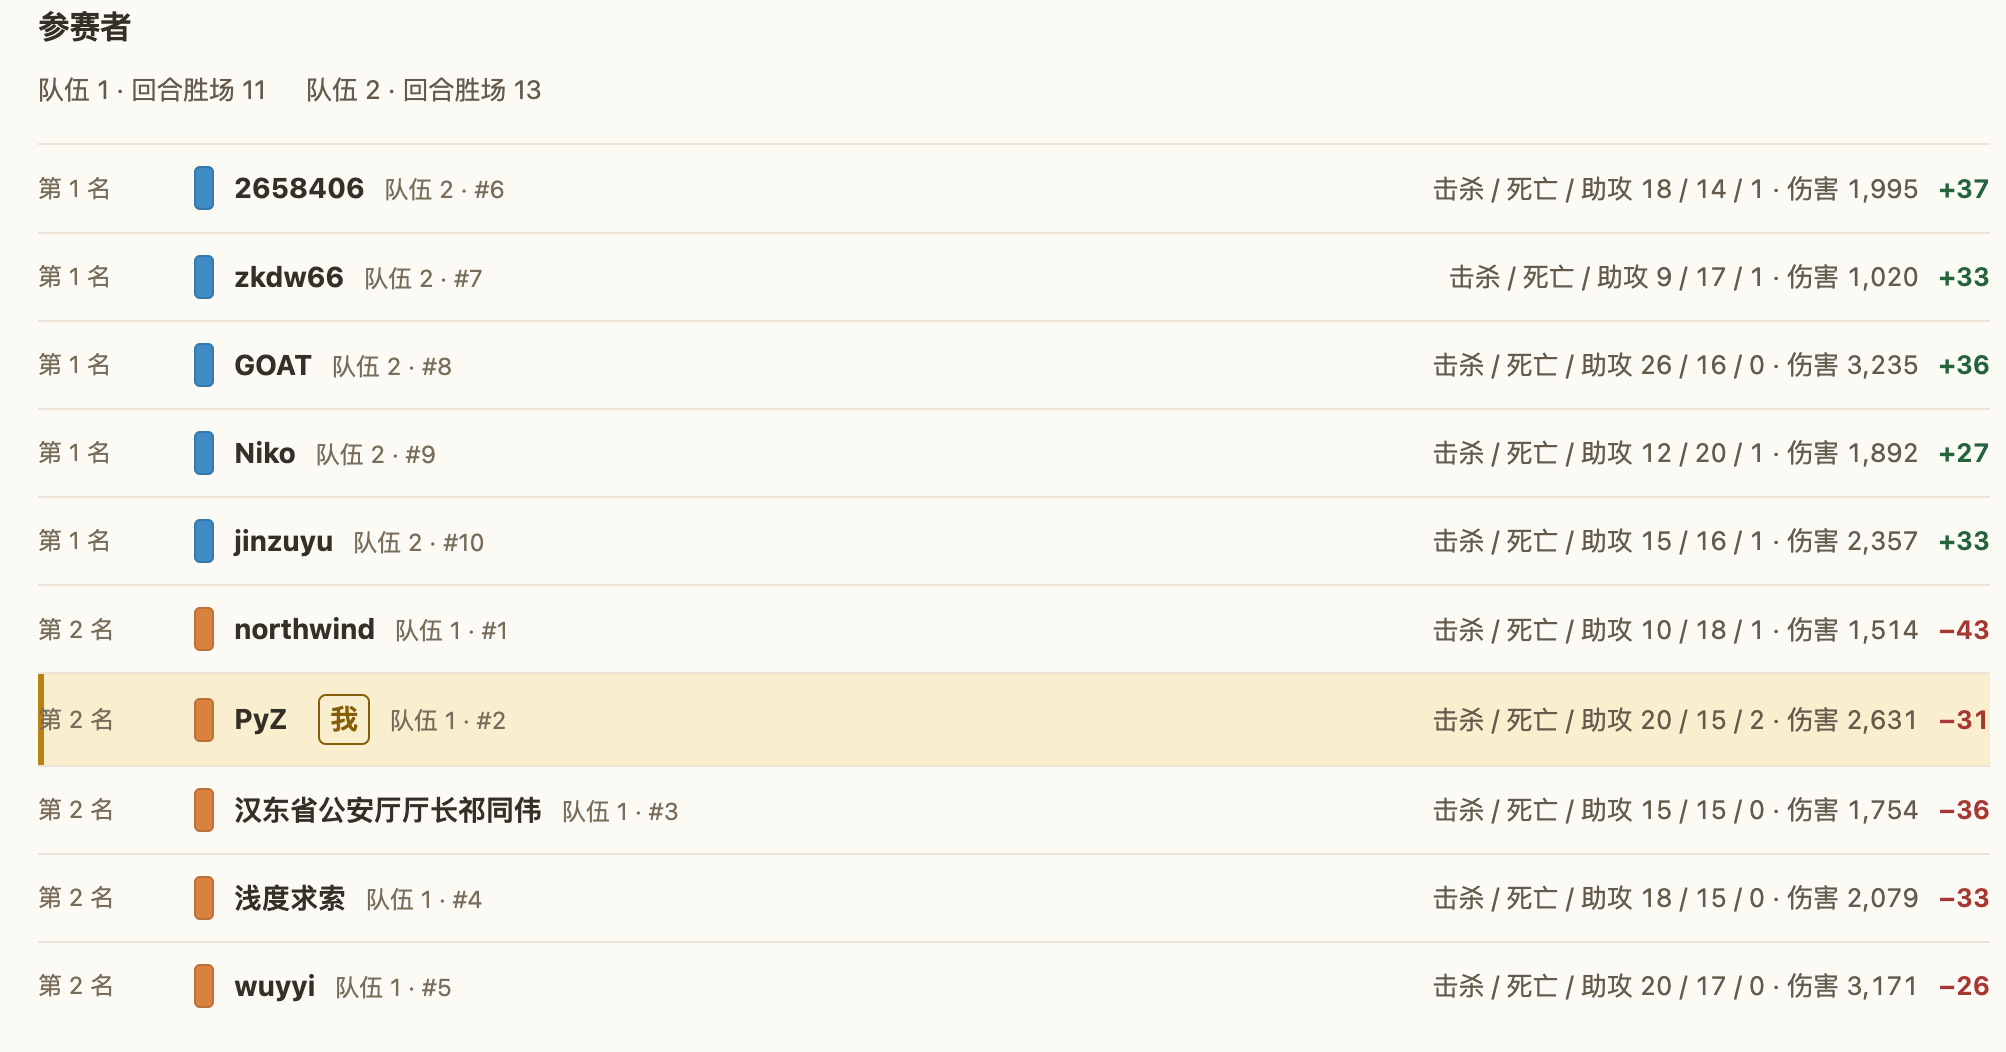 参赛者
队伍 1 · 回合胜场 11 队伍 2 · 回合胜场 13
第 1 名 2658406 队伍 2 · #6 击杀 / 死亡 / 助攻 18 / 14 / 1 · 伤害 1,995 +37
第 1 名 zkdw66 队伍 2 · #7 击杀 / 死亡 / 助攻 9 / 17 / 1 · 伤害 1,020 +33
第 1 名 GOAT 队伍 2 · #8 击杀 / 死亡 / 助攻 26 / 16 / 0 · 伤害 3,235 +36
第 1 名 Niko 队伍 2 · #9 击杀 / 死亡 / 助攻 12 / 20 / 1 · 伤害 1,892 +27
第 1 名 jinzuyu 队伍 2 · #10 击杀 / 死亡 / 助攻 15 / 16 / 1 · 伤害 2,357 +33
第 2 名 northwind 队伍 1 · #1 击杀 / 死亡 / 助攻 10 / 18 / 1 · 伤害 1,514 −43
第 2 名 PyZ 我 队伍 1 · #2 击杀 / 死亡 / 助攻 20 / 15 / 2 · 伤害 2,631 −31
第 2 名 汉东省公安厅厅长祁同伟 队伍 1 · #3 击杀 / 死亡 / 助攻 15 / 15 / 0 · 伤害 1,754 −36
第 2 名 浅度求索 队伍 1 · #4 击杀 / 死亡 / 助攻 18 / 15 / 0 · 伤害 2,079 −33
第 2 名 wuyyi 队伍 1 · #5 击杀 / 死亡 / 助攻 20 / 17 / 0 · 伤害 3,171 −26